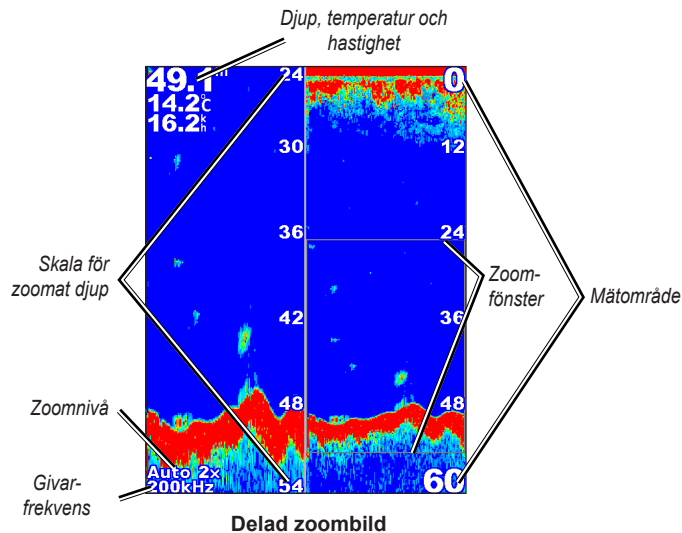 Djup, temperatur och
hastighet
49.1 m
14.2°C
16.2 k/h
24
30
36
42
48
54
0
12
24
36
48
60
Auto 2x
200kHz
Skala för
zoomat djup
Zoomnivå
Givar-
frekvens
Zoom-
fönster
Mätområde
Delad zoombild